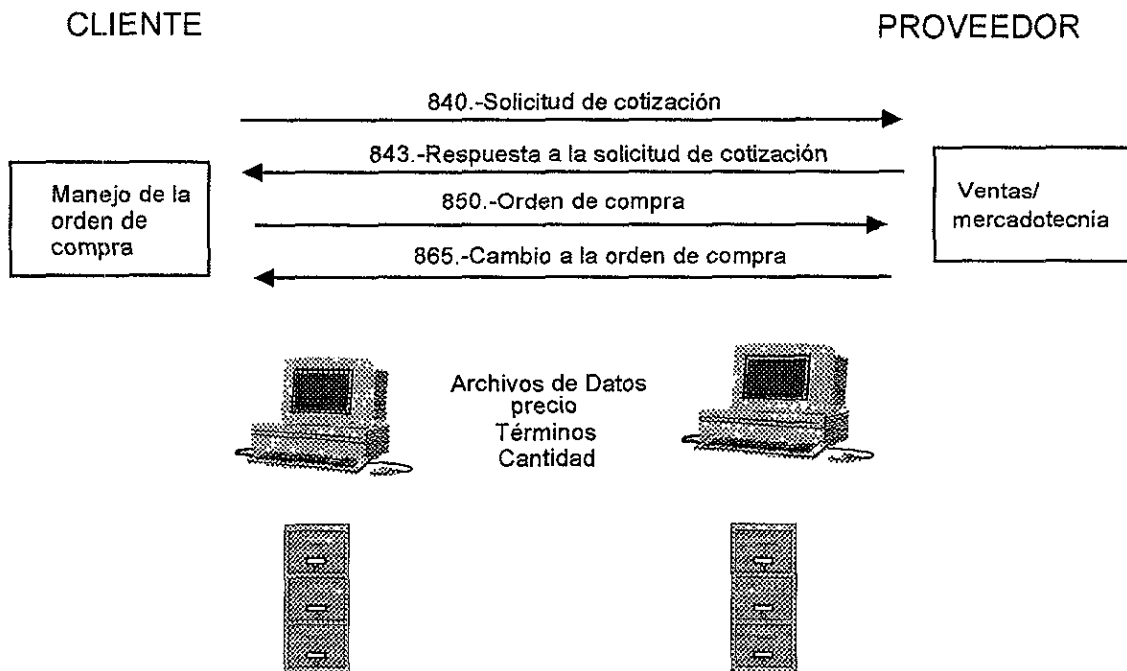 CLIENTE
PROVEEDOR
840.-Solicitud de cotización
843.-Respuesta a la solicitud de cotización
850.-Orden de compra
865.-Cambio a la orden de compra
Manejo de la
orden de
compra
Ventas/
mercadotecnia
Archivos de Datos
precio
Términos
Cantidad